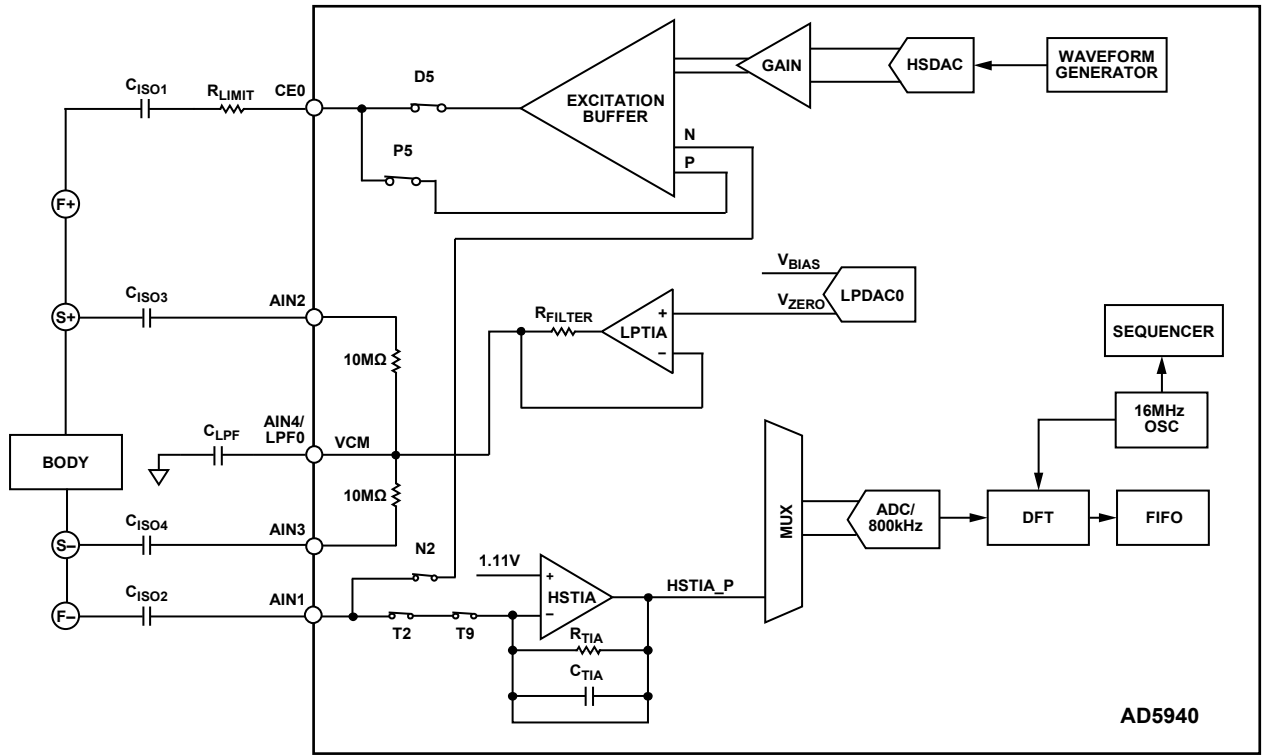 CISO1
RLIMIT
CE0
D5
P5
EXCITATION
BUFFER
N
P
GAIN
HSDAC
WAVEFORM
GENERATOR
F+
S+
CISO3
AIN2
10MΩ
RFILTER
LPTIA
+
−
VBIAS
VZERO
LPDAC0
SEQUENCER
16MHz
OSC
BODY
CLPF
AIN4/
LPF0
VCM
10MΩ
S−
CISO4
AIN3
F−
CISO2
AIN1
N2
T2
T9
1.11V
+
−
HSTIA
RTIA
CTIA
HSTIA_P
MUX
ADC/
800kHz
DFT
FIFO
AD5940